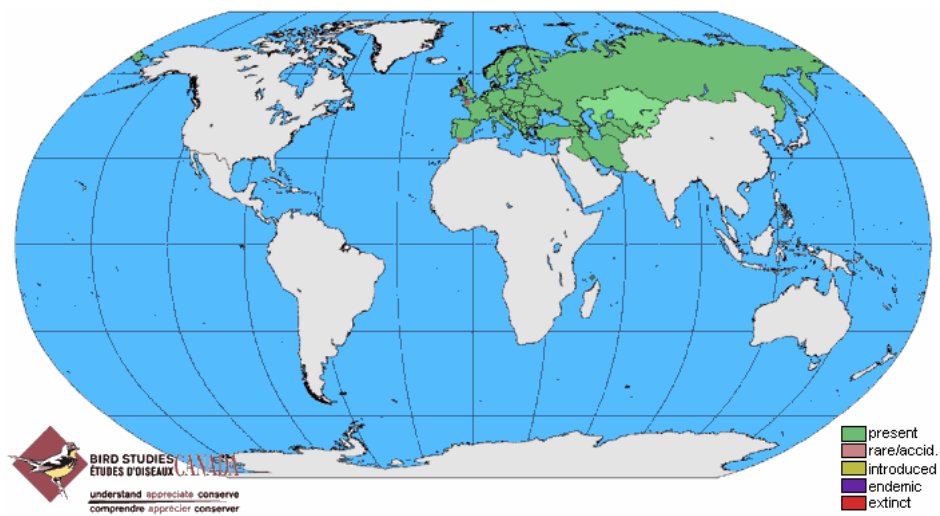 BIRD STUDIES
ÉTUDES D'OISEAUX CANADA
understand appreciate conserve
comprendre apprécier conserver
present
rare/accid.
introduced
endemic
extinct